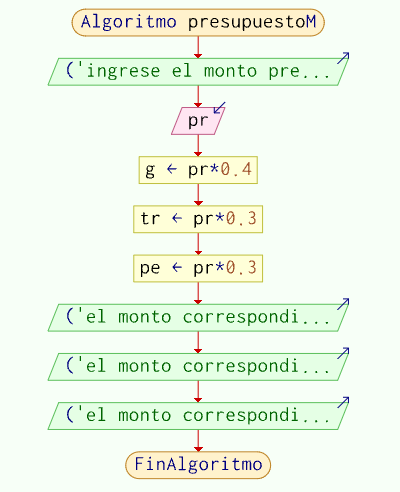 Algoritmo presupuestoM
('ingrese el monto pre...
pr
g ← pr*0.4
tr ← pr*0.3
pe ← pr*0.3
('el monto correspondi...
('el monto correspondi...
('el monto correspondi...
FinAlgoritmo